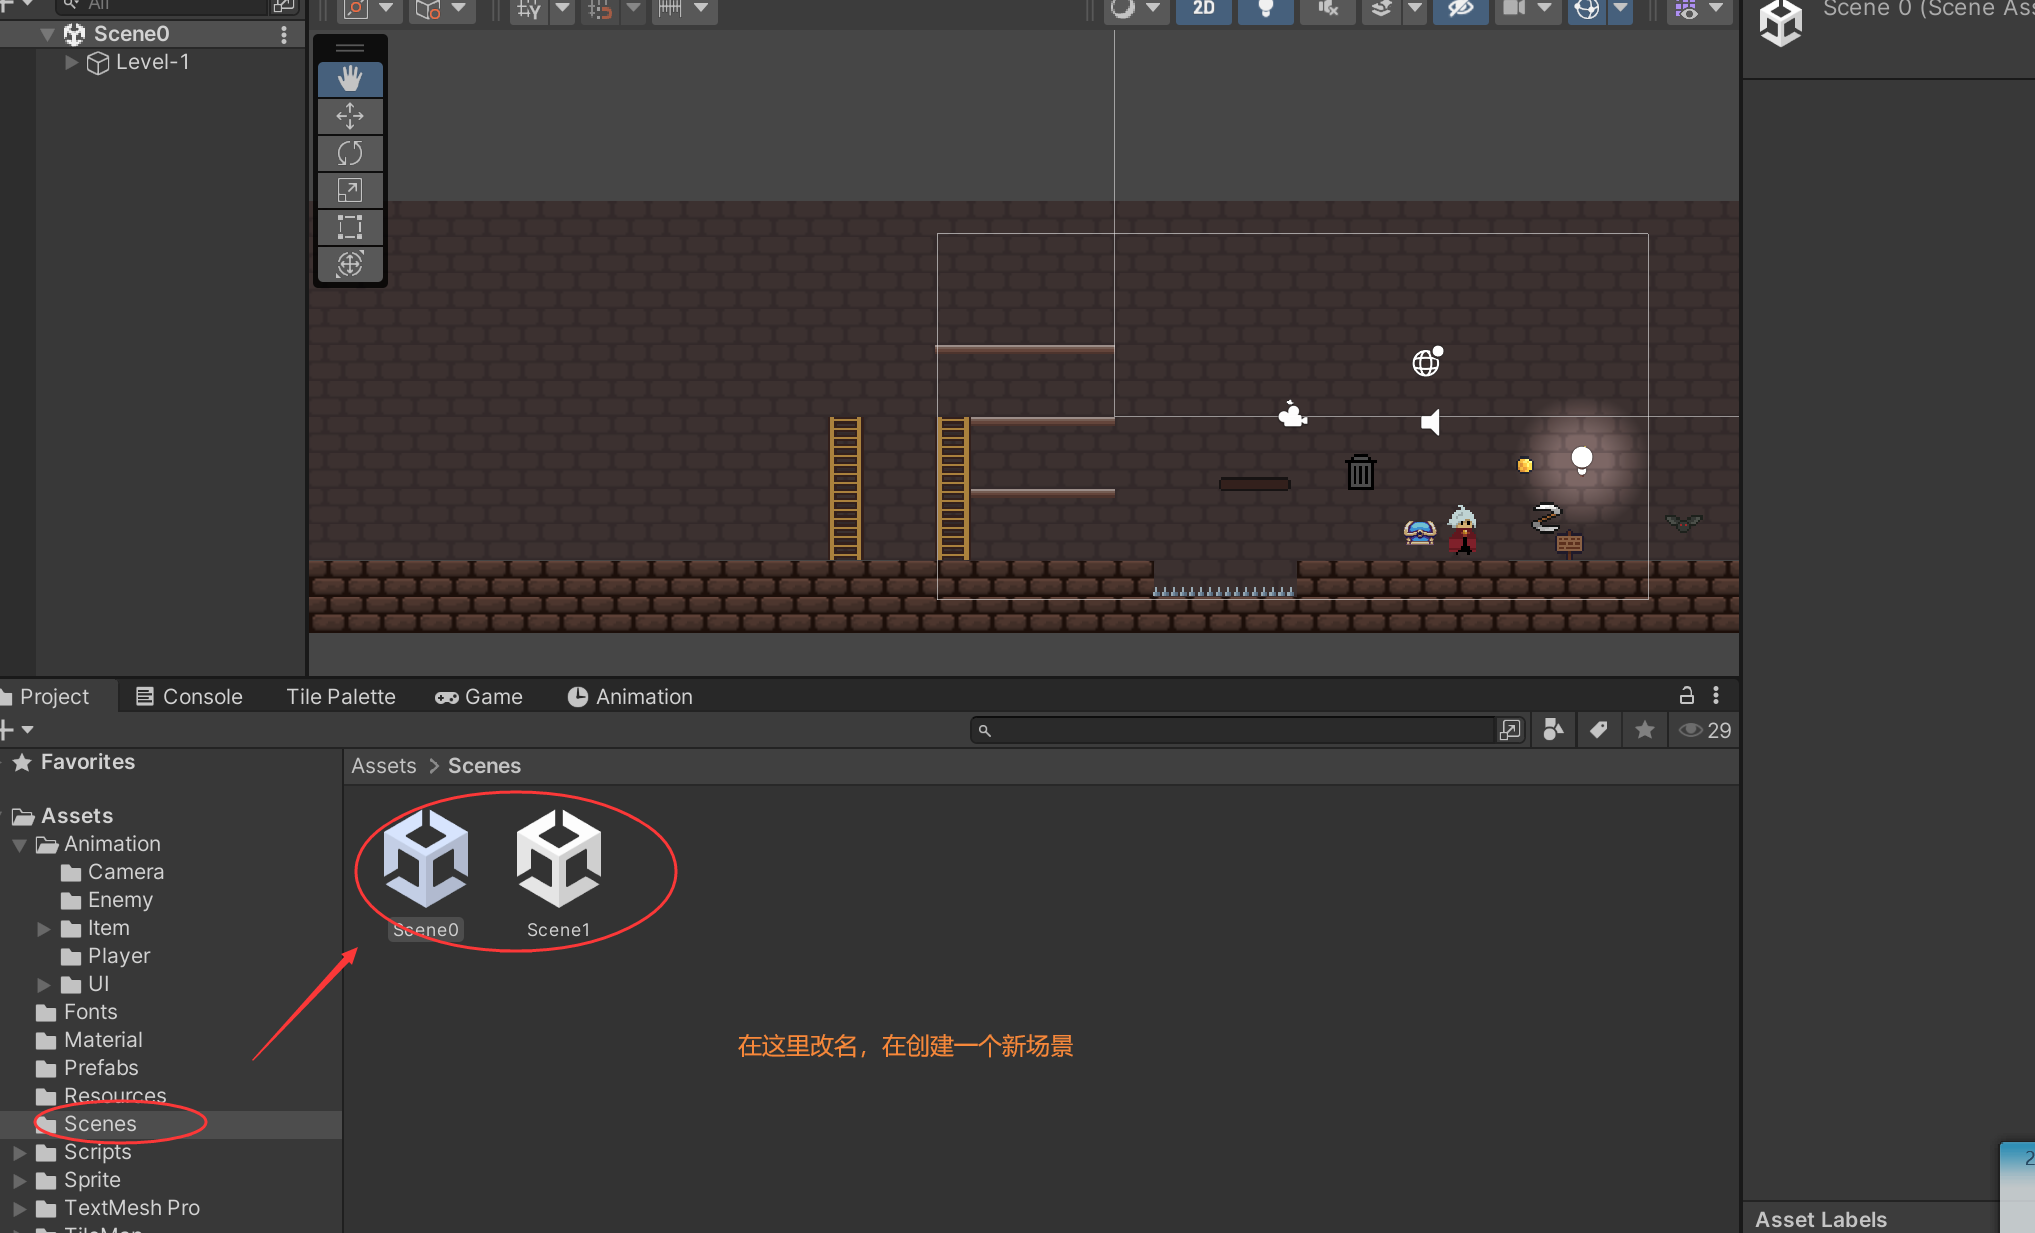 All
Scene0
Level-1
2D
Scene 0 (Scene As
Project
Console
Tile Palette
Game
Animation
29
Favorites
Assets > Scenes
Assets
Animation
Camera
Enemy
Item
Player
UI
Fonts
Material
Prefabs
Resources
Scenes
Scripts
Sprite
TextMesh Pro
Scene0
Scene1
在这里改名，在创建一个新场景
Asset Labels
2